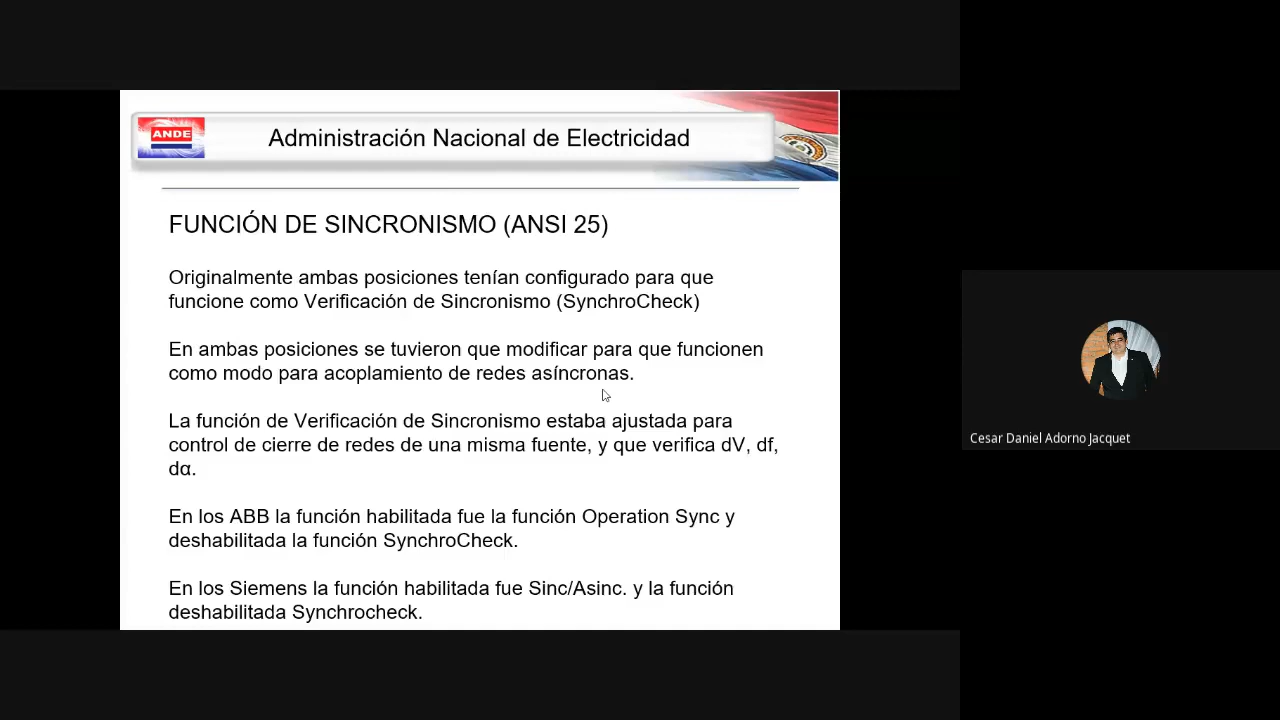 ANDE
Administración Nacional de Electricidad
FUNCIÓN DE SINCRONISMO (ANSI 25)
Originalmente ambas posiciones tenían configurado para que
funcione como Verificación de Sincronismo (SynchroCheck)
En ambas posiciones se tuvieron que modificar para que funcionen
como modo para acoplamiento de redes asíncronas.
La función de Verificación de Sincronismo estaba ajustada para
control de cierre de redes de una misma fuente, y que verifica dV, df,
dα.
En los ABB la función habilitada fue la función Operation Sync y
deshabilitada la función SynchroCheck.
En los Siemens la función habilitada fue Sinc/Asinc. y la función
deshabilitada Synchrocheck.
Cesar Daniel Adorno Jacquet